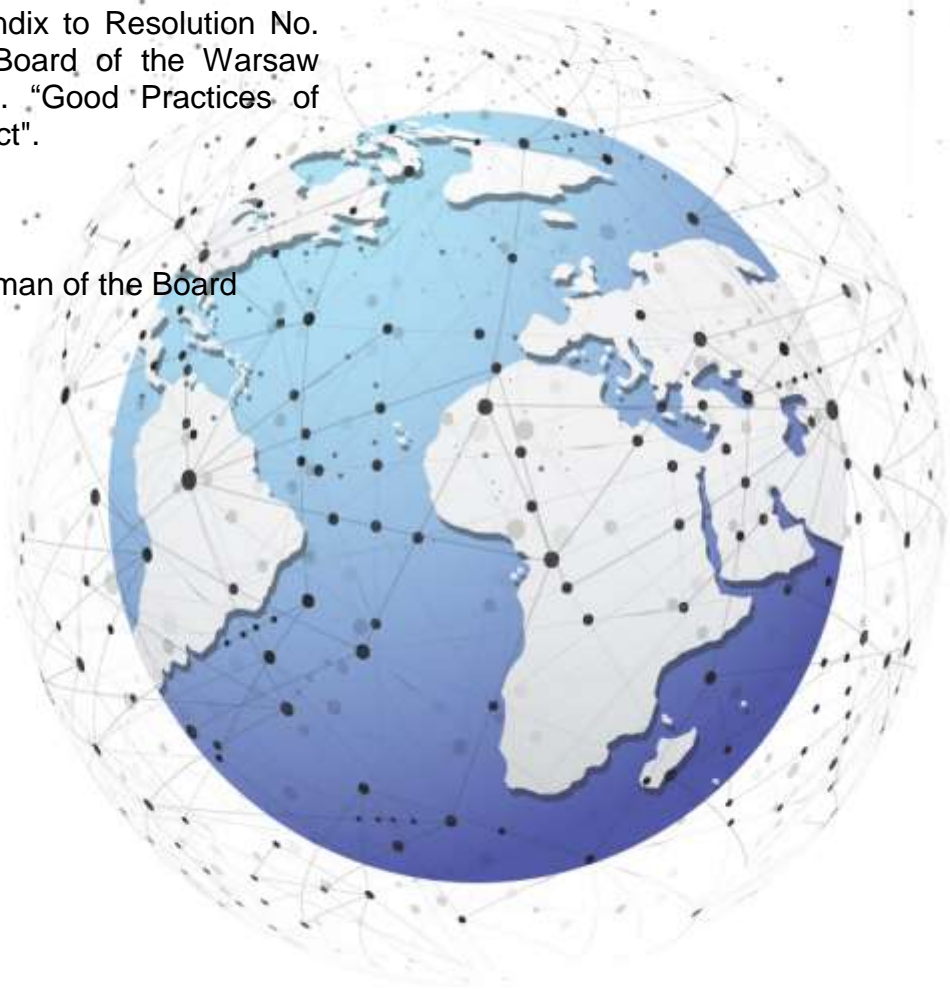 ndix to Resolution No.
Board of the Warsaw
. “Good Practices of
ct".
man of the Board